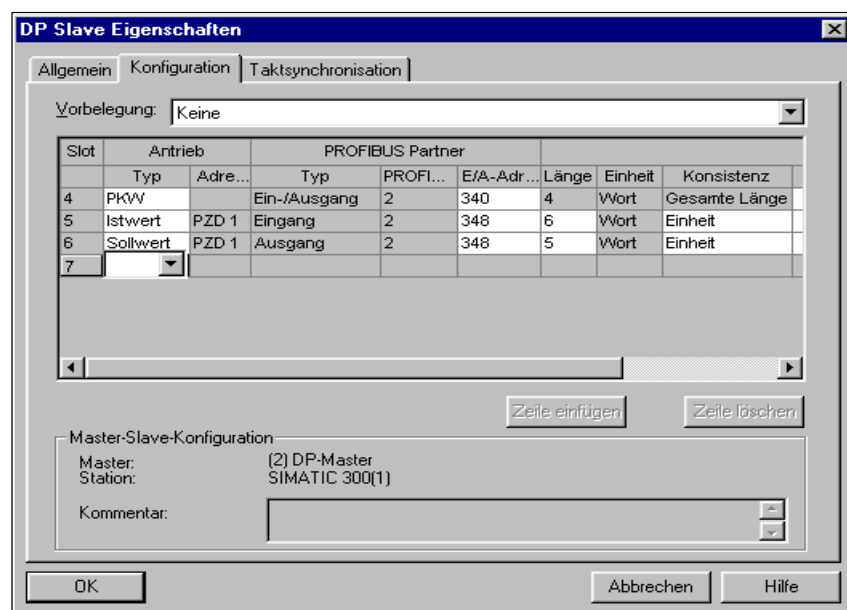 DP Slave Eigenschaften
Allgemein Konfiguration Taktsynchronisation
Vorbelegung: Keine
Slot Antrieb PROFIBUS Partner
Typ Adre... Typ PROFI... E/A-Adr... Länge Einheit Konsistenz
4 PKW Ein-/Ausgang 2 340 4 Wort Gesamte Länge
5 Istwert PZD 1 Eingang 2 348 6 Wort Einheit
6 Sollwert PZD 1 Ausgang 2 348 5 Wort Einheit
7
Zeile einfügen Zeile löschen
Master-Slave-Konfiguration
Master: (2) DP-Master
Station: SIMATIC 300(1)
Kommentar:
OK Abbrechen Hilfe